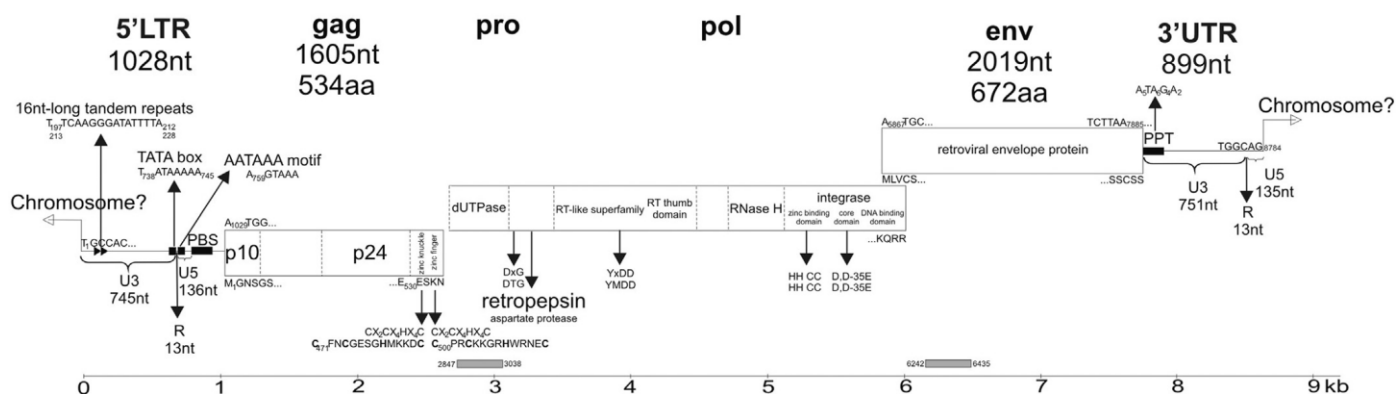 5'LTR
1028nt
gag
1605nt
534aa
pro
pol
env
2019nt
672aa
3'UTR
899nt
16nt-long tandem repeats
T197TCAAGGGATATTTTA212
213 228
TATA box
T738ATAAAAA745
AATAAA motif
A759GTAAA
Chromosome?
T1GCCAC...
PBS
U3
745nt
U5
136nt
R
13nt
A1029TGG...
p10
p24
zinc knuckle
zinc finger
M1GNSGS...
...E530ESKN
CX2CX4HX4C CX2CX4HX4C
C471FNCGESGHMKKDC C500PRCKKGRHWRNEC
dUTPase
RT-like superfamily
RT thumb
domain
RNase H
integrase
zinc binding
domain
core
domain
DNA binding
domain
...KQRR
DxG
DTG
retropepsin
aspartate protease
YxDD
YMDD
HH CC
HH CC
D,D-35E
D,D-35E
A5867TGC...
TCTTAA7885...
retroviral envelope protein
MLVCS...
...SSCSS
A5TA6G4A2
PPT
Chromosome?
TGGCAG8784
U3
751nt
U5
135nt
R
13nt
2847 3038
6242 6435
0 1 2 3 4 5 6 7 8 9 kb